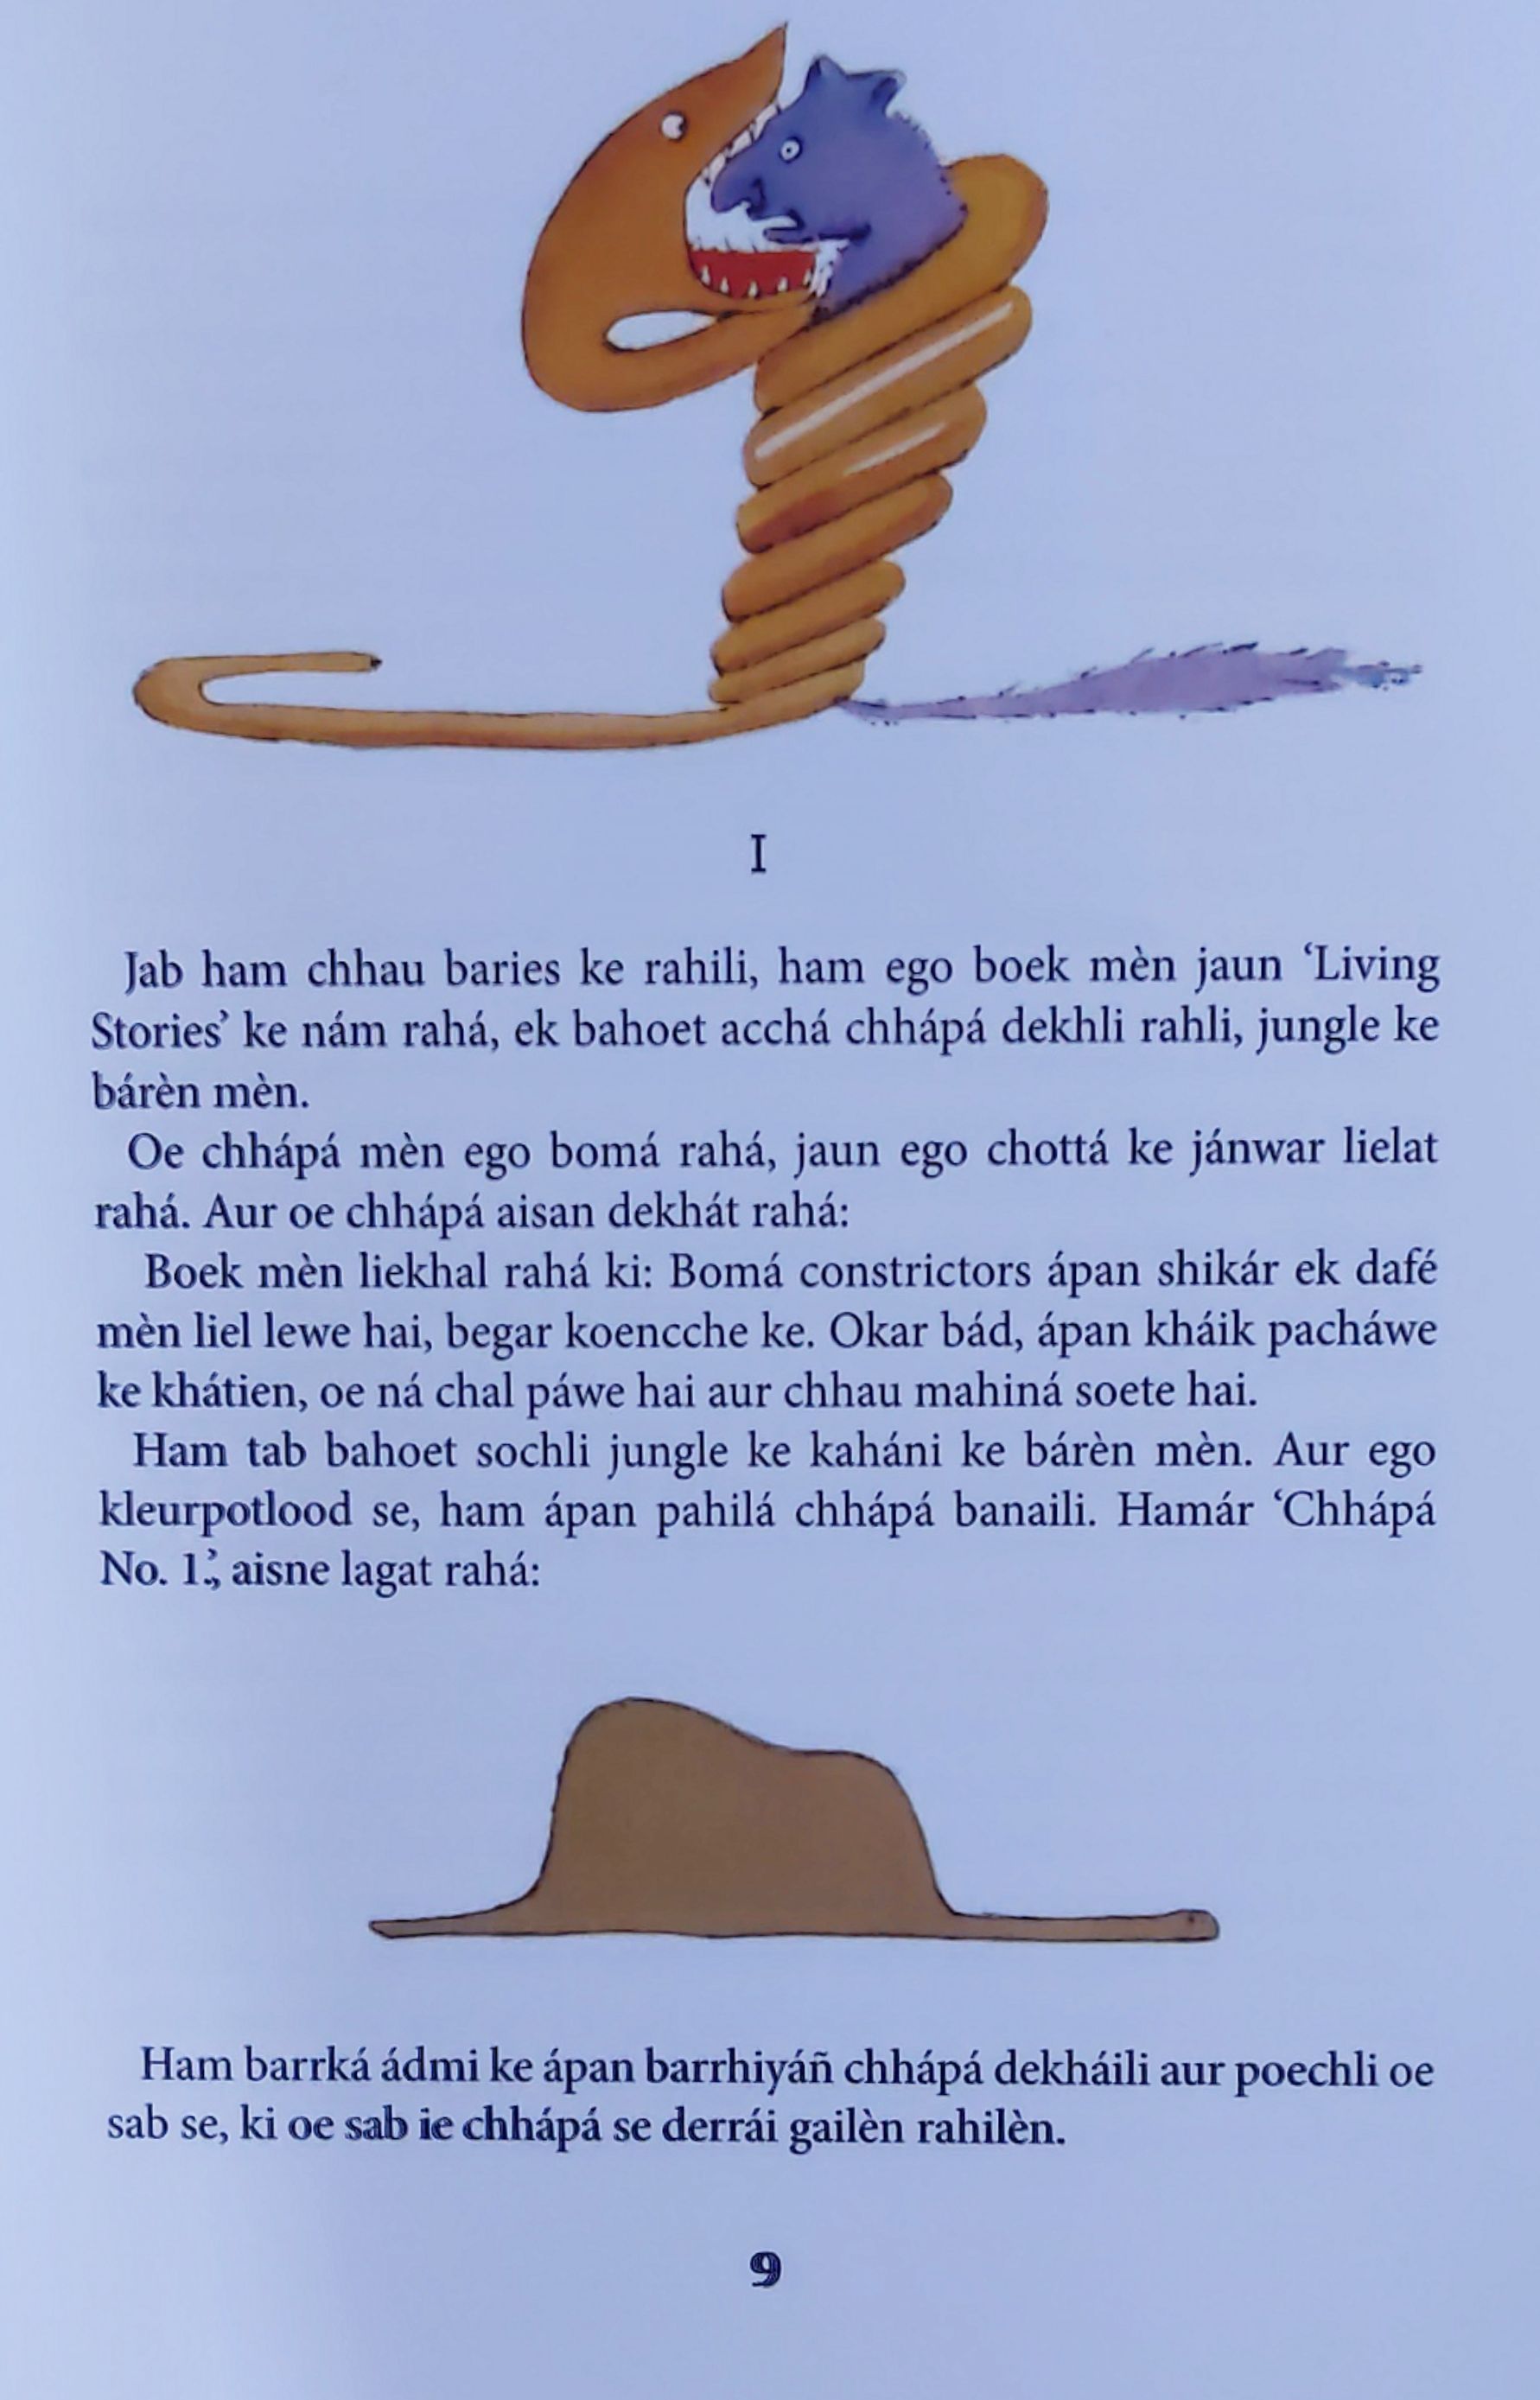 I
Jab ham chhau baries ke rahili, ham ego boek mèn jaun ‘Living
Stories’ ke nám rahá, ek bahoet acchá chhápá dekhli rahli, jungle ke
bárèn mèn.
Oe chhápá mèn ego bomá rahá, jaun ego chottá ke jánwar lielat
rahá. Aur oe chhápá aisan dekhát rahá:
Boek mèn liekhal rahá ki: Bomá constrictors ápan shikár ek dafé
mèn liel lewe hai, begar koencche ke. Okar bád, ápan kháik pacháwe
ke khátien, oe ná chal páwe hai aur chhau mahiná soete hai.
Ham tab bahoet sochli jungle ke kaháni ke bárèn mèn. Aur ego
kleurpotlood se, ham ápan pahilá chhápá banaili. Hamár ‘Chhápá
No. 1.’, aisne lagat rahá:
Ham barrká ádmi ke ápan barrhiyáñ chhápá dekháili aur poechli oe
sab se, ki oe sab ie chhápá se derrái gailèn rahilèn.
9